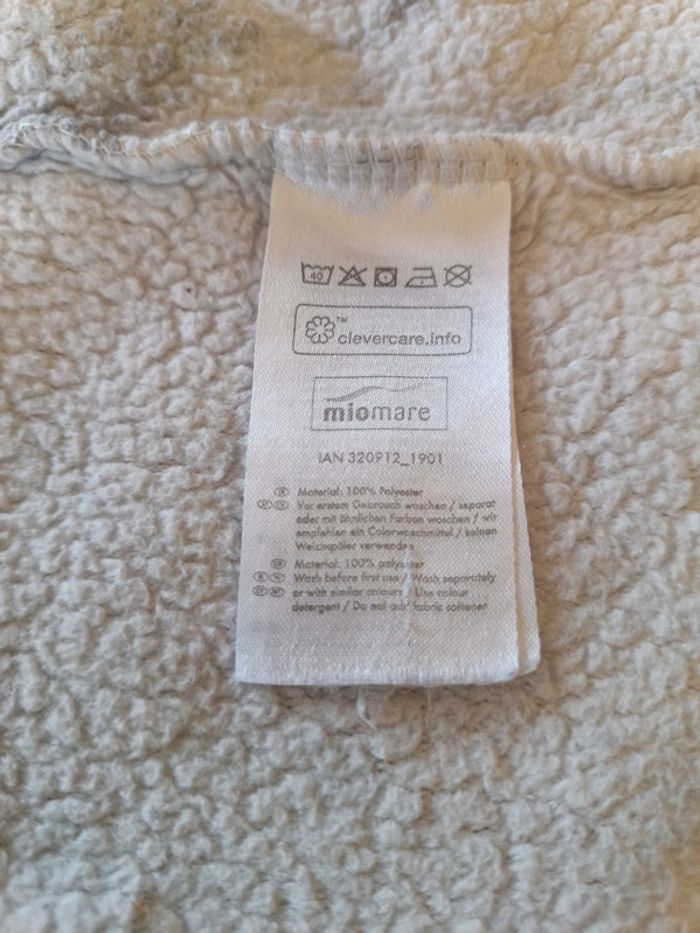 40
clevercare.info
miomare
IAN 320912_1901
Material: 100% Polyester
Vor erstem Gebrauch waschen / separat
oder mit ähnlichen Farben waschen / wir
empfehlen ein Colorwaschmittel / keinen
Weichspüler verwenden
Material: 100% polyester
Wash before first use / Wash separately
or with similar colours / Use colour
detergent / Do not add fabric softener